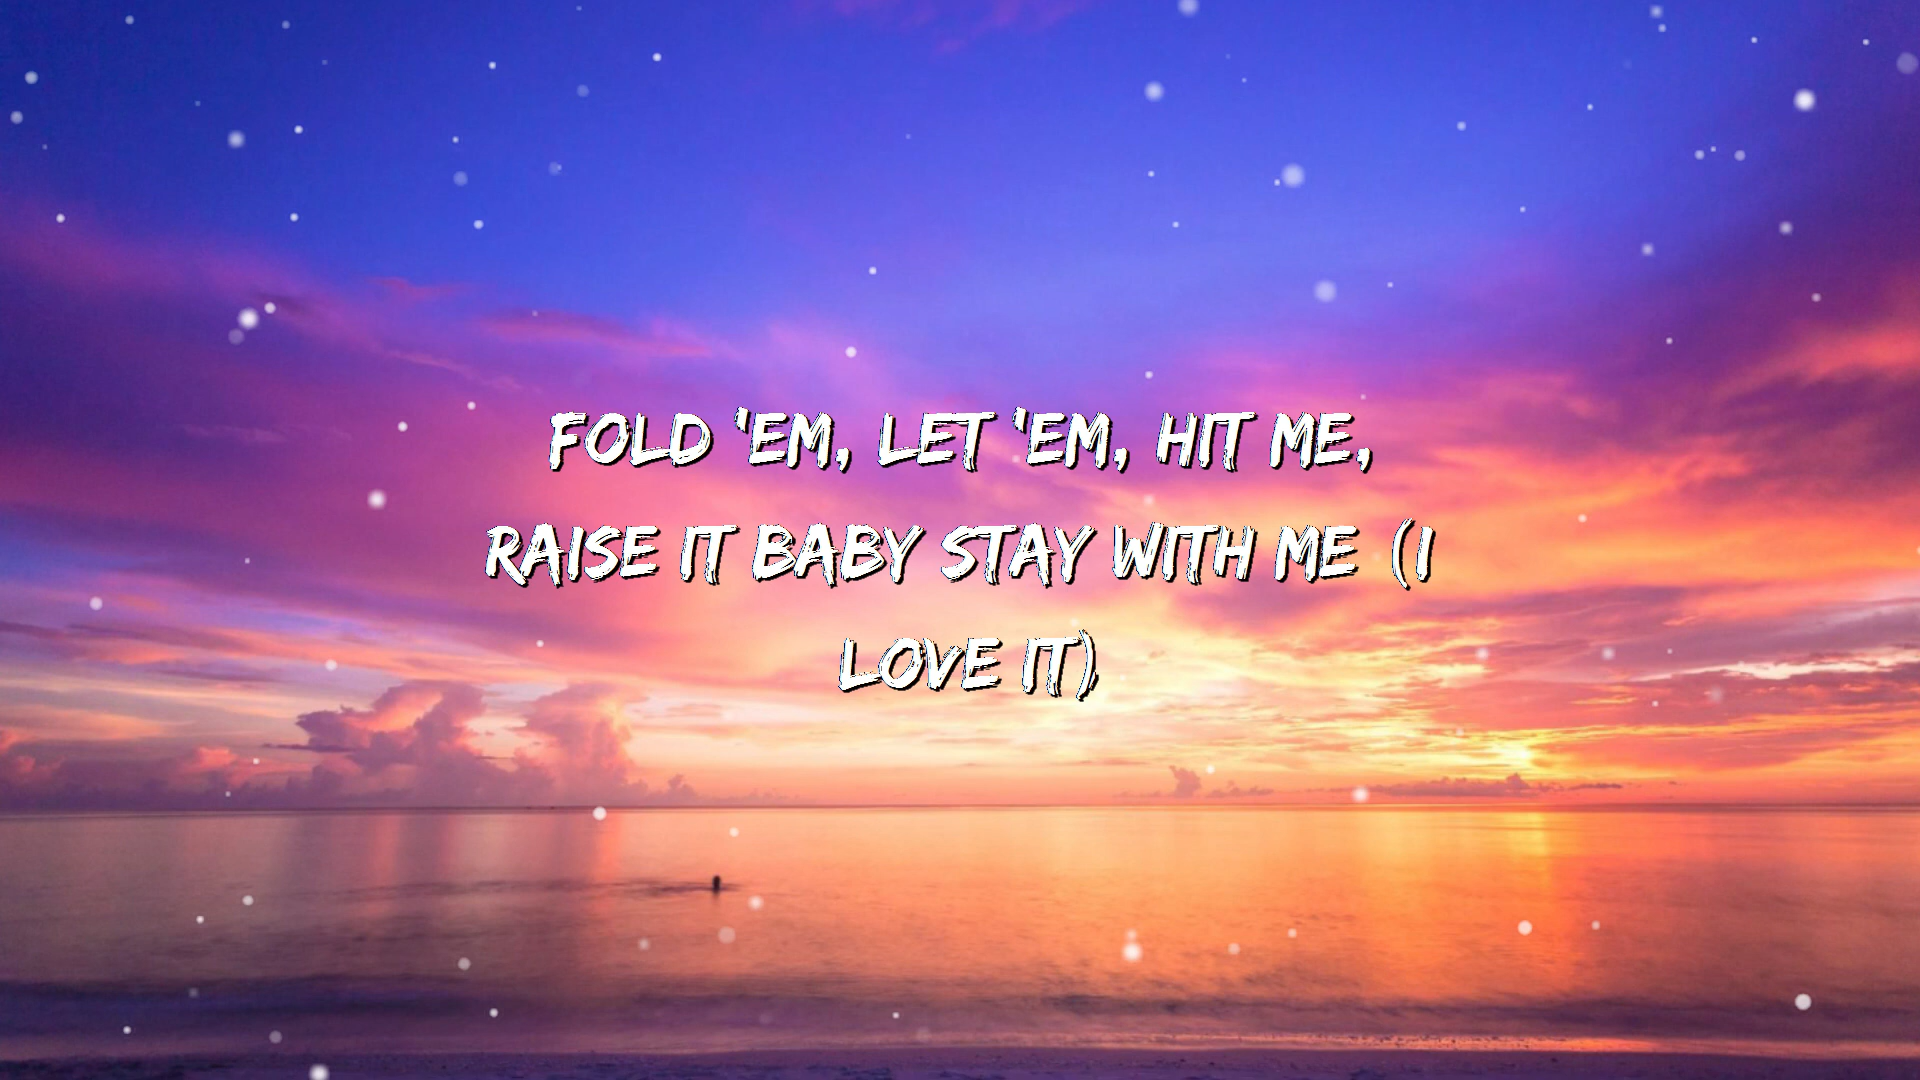 FOLD 'EM, LET 'EM, HIT ME,
RAISE IT BABY STAY WITH ME (I
LOVE IT)